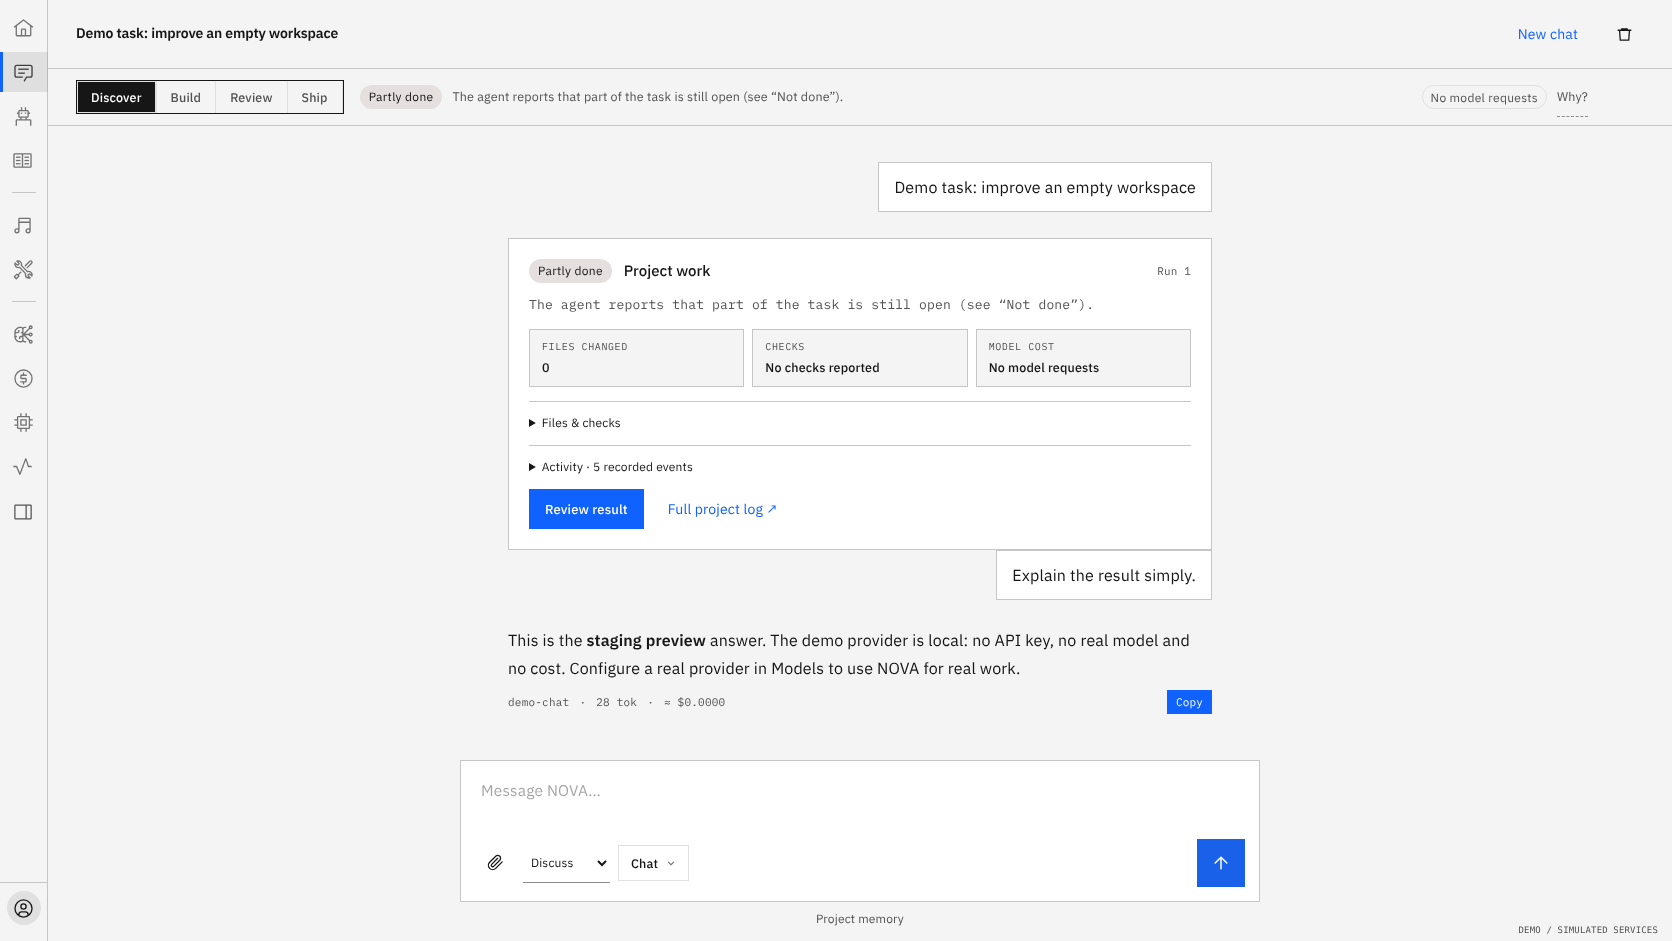 Demo task: improve an empty workspace
New chat
Discover Build Review Ship
Partly done
The agent reports that part of the task is still open (see “Not done”).
No model requests
Why?
Demo task: improve an empty workspace
Partly done
Project work
Run 1
The agent reports that part of the task is still open (see “Not done”).
FILES CHANGED
0
CHECKS
No checks reported
MODEL COST
No model requests
Files & checks
Activity · 5 recorded events
Review result
Full project log ↗
Explain the result simply.
This is the staging preview answer. The demo provider is local: no API key, no real model and
no cost. Configure a real provider in Models to use NOVA for real work.
demo-chat · 28 tok · ≈ $0.0000
Copy
Message NOVA...
Discuss
Chat
Project memory
DEMO / SIMULATED SERVICES